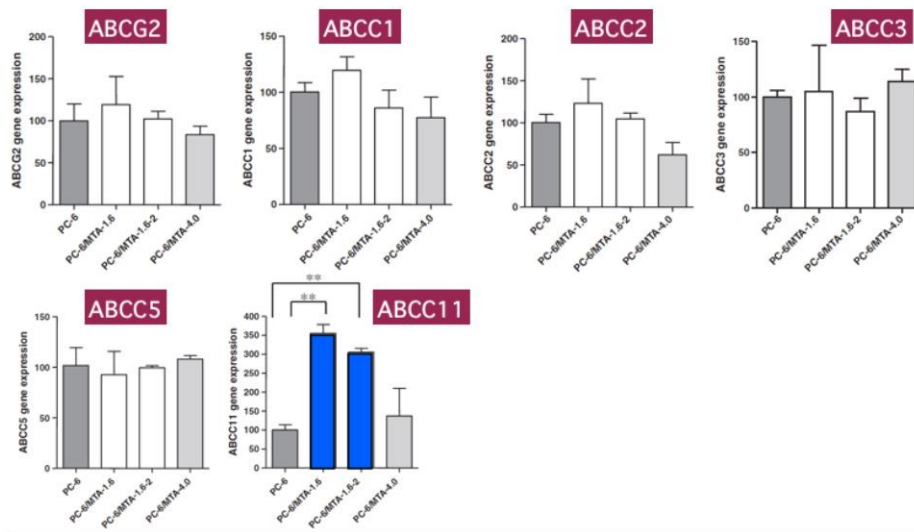 ABCG2
ABCG2 gene expression
200
150
100
50
0
PC-6
PC-6/MTA-1.6
PC-6/MTA-1.6-2
PC-6/MTA-4.0
ABCC1
ABCC1 gene expression
150
100
50
0
PC-6
PC-6/MTA-1.6
PC-6/MTA-1.6-2
PC-6/MTA-4.0
ABCC2
ABCC2 gene expression
200
150
100
50
0
PC-6
PC-6/MTA-1.6
PC-6/MTA-1.6-2
PC-6/MTA-4.0
ABCC3
ABCC3 gene expression
150
100
50
0
PC-6
PC-6/MTA-1.6
PC-6/MTA-1.6-2
PC-6/MTA-4.0
ABCC5
ABCC5 gene expression
150
100
50
0
PC-6
PC-6/MTA-1.6
PC-6/MTA-1.6-2
PC-6/MTA-4.0
**
**
ABCC11
ABCC11 gene expression
400
350
300
250
200
150
100
50
0
PC-6
PC-6/MTA-1.6
PC-6/MTA-1.6-2
PC-6/MTA-4.0